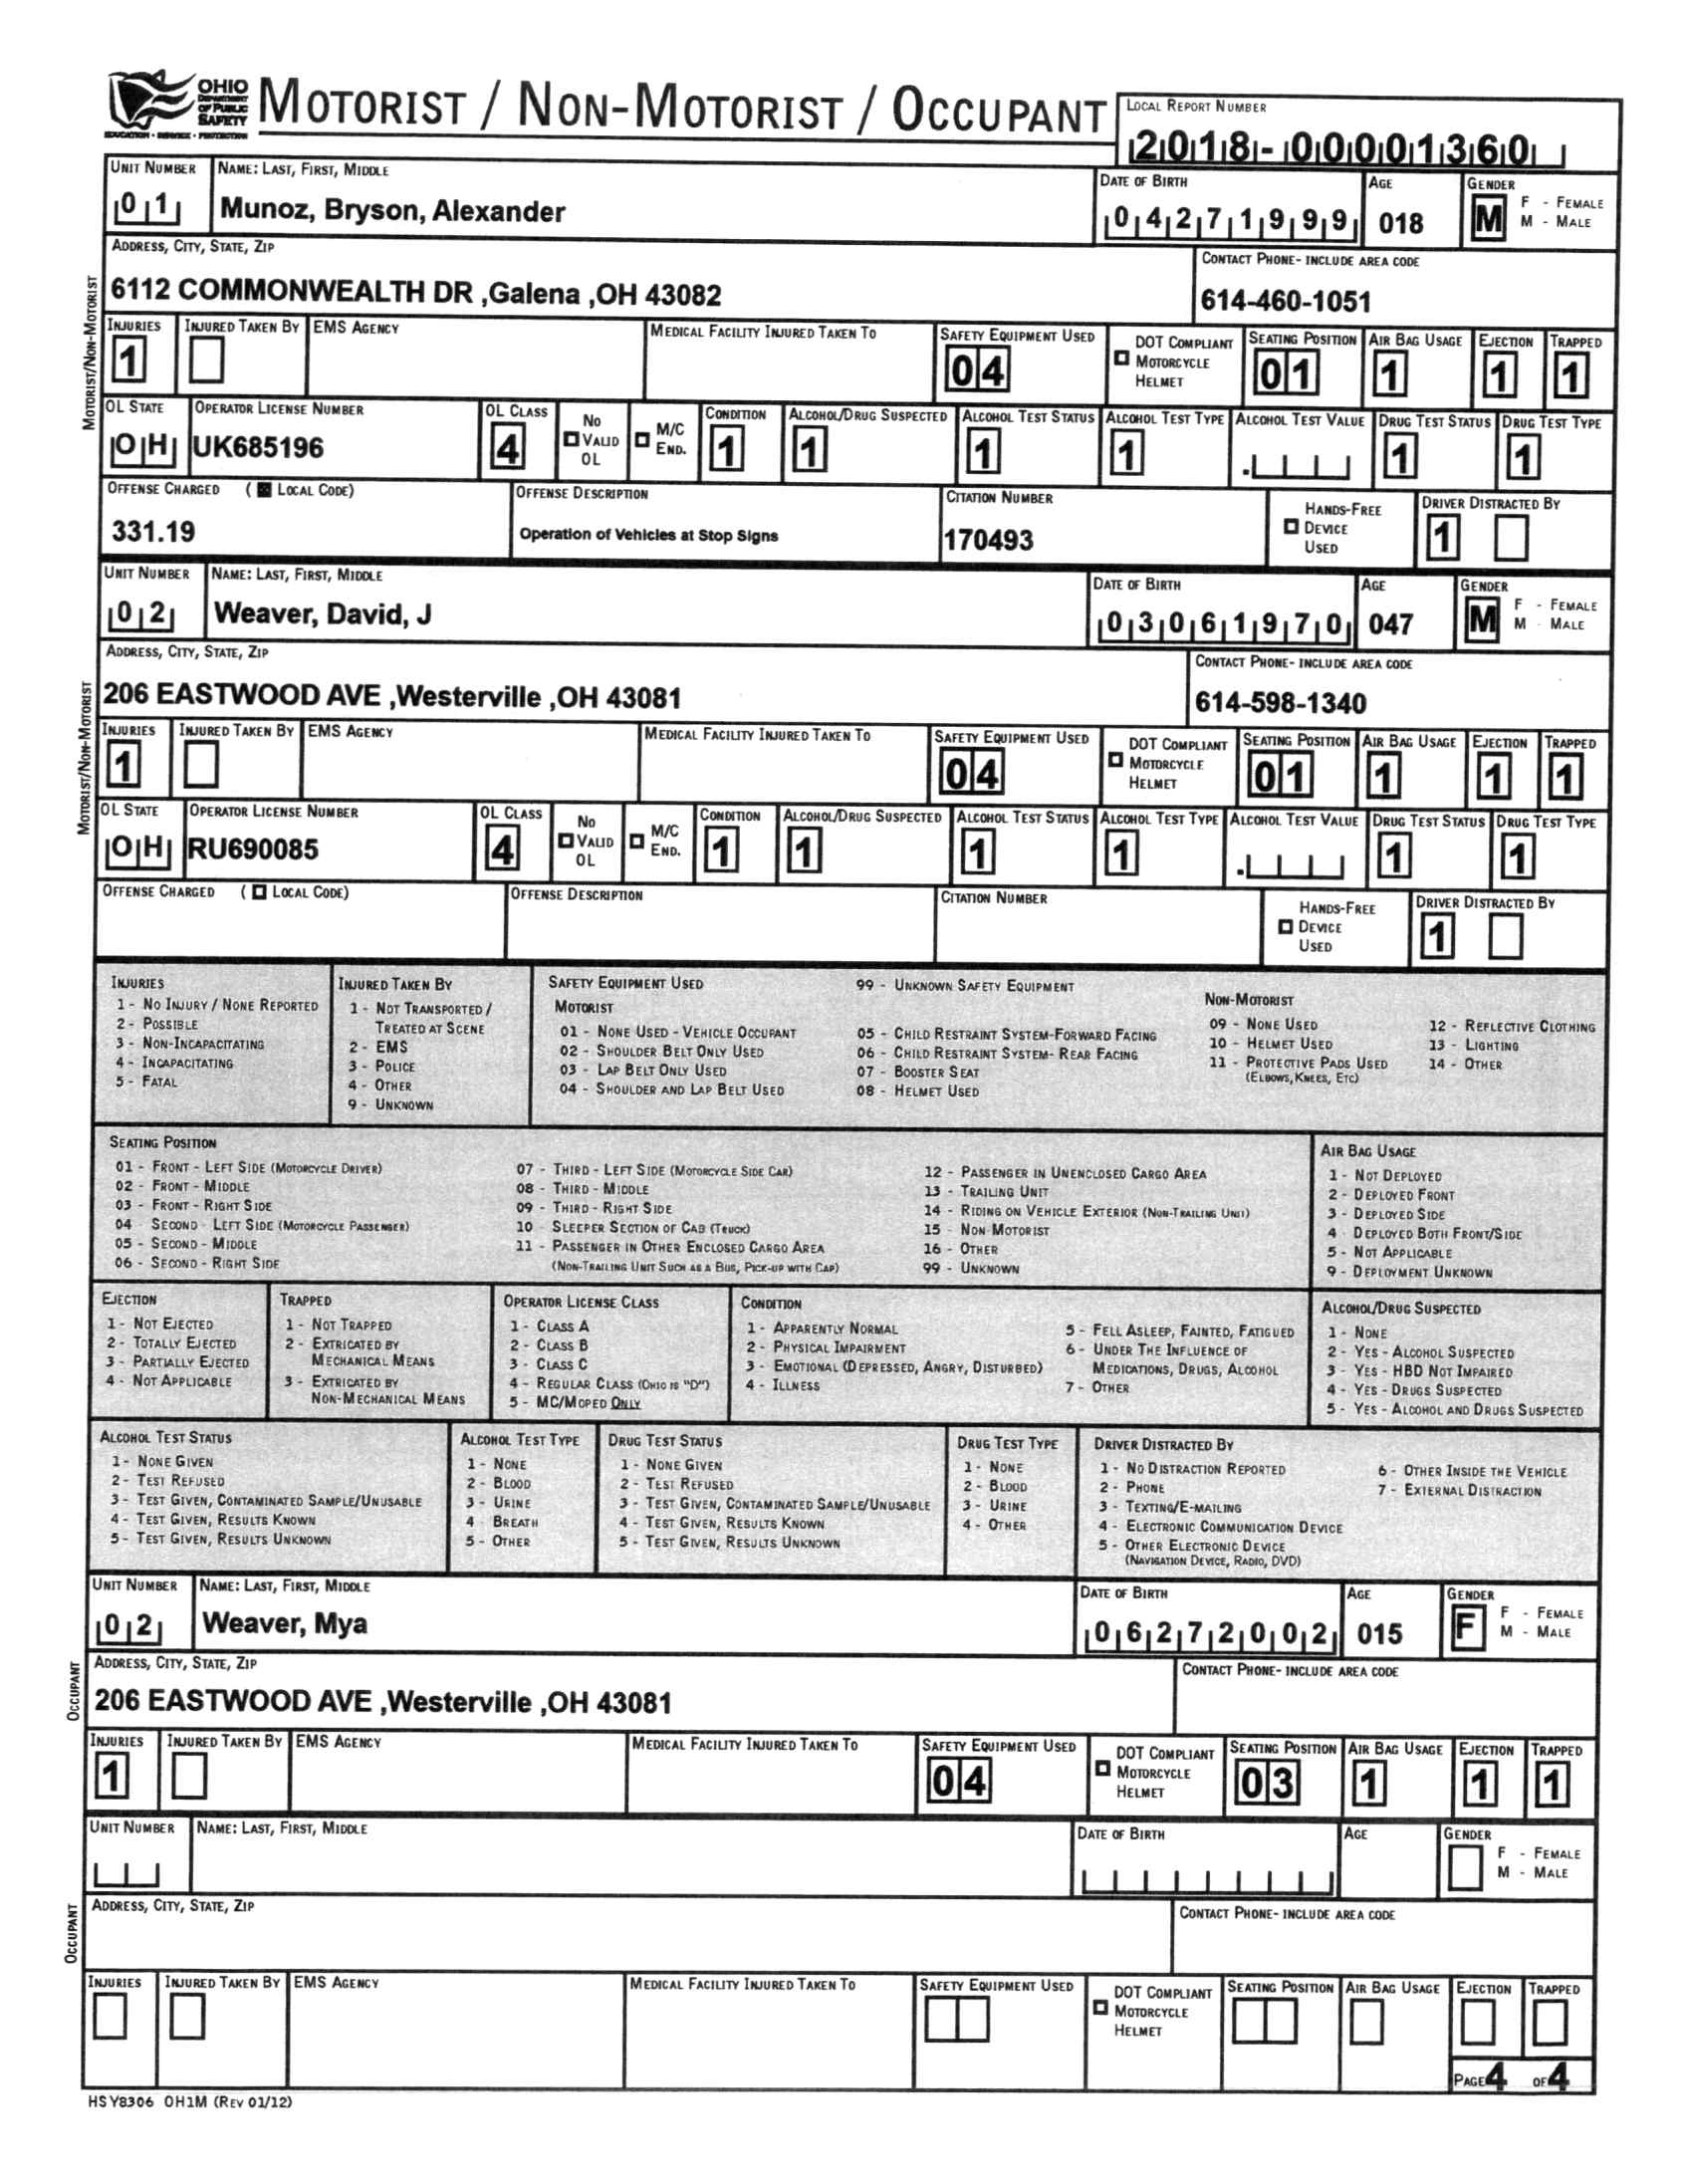 OHIO
DEPARTMENT
OF PUBLIC
SAFETY
EDUCATION • SERVICE • PROTECTION
MOTORIST / NON-MOTORIST / OCCUPANT
LOCAL REPORT NUMBER
2018-00001360
UNIT NUMBER NAME: LAST, FIRST, MIDDLE DATE OF BIRTH AGE GENDER
01 Munoz, Bryson, Alexander 04271999 018 M F - FEMALE
M - MALE
ADDRESS, CITY, STATE, ZIP CONTACT PHONE- INCLUDE AREA CODE
6112 COMMONWEALTH DR ,Galena ,OH 43082 614-460-1051
MOTORIST/NON-MOTORIST
INJURIES INJURED TAKEN BY EMS AGENCY MEDICAL FACILITY INJURED TAKEN TO SAFETY EQUIPMENT USED DOT COMPLIANT MOTORCYCLE HELMET SEATING POSITION AIR BAG USAGE EJECTION TRAPPED
1 04 01 1 1 1
OL STATE OPERATOR LICENSE NUMBER OL CLASS NO VALID OL M/C END. CONDITION ALCOHOL/DRUG SUSPECTED ALCOHOL TEST STATUS ALCOHOL TEST TYPE ALCOHOL TEST VALUE DRUG TEST STATUS DRUG TEST TYPE
OH UK685196 4 1 1 1 1 . 1 1
OFFENSE CHARGED ( LOCAL CODE) OFFENSE DESCRIPTION CITATION NUMBER HANDS-FREE DEVICE USED DRIVER DISTRACTED BY
331.19 Operation of Vehicles at Stop Signs 170493 1
UNIT NUMBER NAME: LAST, FIRST, MIDDLE DATE OF BIRTH AGE GENDER
02 Weaver, David, J 03061970 047 M F - FEMALE
M - MALE
ADDRESS, CITY, STATE, ZIP CONTACT PHONE- INCLUDE AREA CODE
206 EASTWOOD AVE ,Westerville ,OH 43081 614-598-1340
MOTORIST/NON-MOTORIST
INJURIES INJURED TAKEN BY EMS AGENCY MEDICAL FACILITY INJURED TAKEN TO SAFETY EQUIPMENT USED DOT COMPLIANT MOTORCYCLE HELMET SEATING POSITION AIR BAG USAGE EJECTION TRAPPED
1 04 01 1 1 1
OL STATE OPERATOR LICENSE NUMBER OL CLASS NO VALID OL M/C END. CONDITION ALCOHOL/DRUG SUSPECTED ALCOHOL TEST STATUS ALCOHOL TEST TYPE ALCOHOL TEST VALUE DRUG TEST STATUS DRUG TEST TYPE
OH RU690085 4 1 1 1 1 . 1 1
OFFENSE CHARGED ( LOCAL CODE) OFFENSE DESCRIPTION CITATION NUMBER HANDS-FREE DEVICE USED DRIVER DISTRACTED BY
1
INJURIES
1 - NO INJURY / NONE REPORTED
2 - POSSIBLE
3 - NON-INCAPACITATING
4 - INCAPACITATING
5 - FATAL
INJURED TAKEN BY
1 - NOT TRANSPORTED /
TREATED AT SCENE
2 - EMS
3 - POLICE
4 - OTHER
9 - UNKNOWN
SAFETY EQUIPMENT USED
MOTORIST
01 - NONE USED - VEHICLE OCCUPANT
02 - SHOULDER BELT ONLY USED
03 - LAP BELT ONLY USED
04 - SHOULDER AND LAP BELT USED
99 - UNKNOWN SAFETY EQUIPMENT
05 - CHILD RESTRAINT SYSTEM-FORWARD FACING
06 - CHILD RESTRAINT SYSTEM- REAR FACING
07 - BOOSTER SEAT
08 - HELMET USED
NON-MOTORIST
09 - NONE USED
10 - HELMET USED
11 - PROTECTIVE PADS USED
(ELBOWS, KNEES, ETC)
12 - REFLECTIVE CLOTHING
13 - LIGHTING
14 - OTHER
SEATING POSITION
01 - FRONT - LEFT SIDE (MOTORCYCLE DRIVER)
02 - FRONT - MIDDLE
03 - FRONT - RIGHT SIDE
04 SECOND - LEFT SIDE (MOTORCYCLE PASSENGER)
05 - SECOND - MIDDLE
06 - SECOND - RIGHT SIDE
07 - THIRD - LEFT SIDE (MOTORCYCLE SIDE CAR)
08 - THIRD - MIDDLE
09 - THIRD - RIGHT SIDE
10 SLEEPER SECTION OF CAB (TRUCK)
11 - PASSENGER IN OTHER ENCLOSED CARGO AREA
(NON-TRAILING UNIT SUCH AS A BUS, PICK-UP WITH CAP)
12 - PASSENGER IN UNENCLOSED CARGO AREA
13 - TRAILING UNIT
14 - RIDING ON VEHICLE EXTERIOR (NON-TRAILING UNIT)
15 NON-MOTORIST
16 - OTHER
99 - UNKNOWN
AIR BAG USAGE
1 - NOT DEPLOYED
2 - DEPLOYED FRONT
3 - DEPLOYED SIDE
4 DEPLOYED BOTH FRONT/SIDE
5 - NOT APPLICABLE
9 - DEPLOYMENT UNKNOWN
EJECTION
1 - NOT EJECTED
2 - TOTALLY EJECTED
3 - PARTIALLY EJECTED
4 - NOT APPLICABLE
TRAPPED
1 - NOT TRAPPED
2 - EXTRICATED BY
MECHANICAL MEANS
3 - EXTRICATED BY
NON-MECHANICAL MEANS
OPERATOR LICENSE CLASS
1 - CLASS A
2 - CLASS B
3 - CLASS C
4 - REGULAR CLASS (OHIO IS "D")
5 - MC/MOPED ONLY
CONDITION
1 - APPARENTLY NORMAL
2 - PHYSICAL IMPAIRMENT
3 - EMOTIONAL (DEPRESSED, ANGRY, DISTURBED)
4 - ILLNESS
5 - FELL ASLEEP, FAINTED, FATIGUED
6 - UNDER THE INFLUENCE OF
MEDICATIONS, DRUGS, ALCOHOL
7 - OTHER
ALCOHOL/DRUG SUSPECTED
1 - NONE
2 - YES - ALCOHOL SUSPECTED
3 - YES - HBD NOT IMPAIRED
4 - YES - DRUGS SUSPECTED
5 - YES - ALCOHOL AND DRUGS SUSPECTED
ALCOHOL TEST STATUS
1 - NONE GIVEN
2 - TEST REFUSED
3 - TEST GIVEN, CONTAMINATED SAMPLE/UNUSABLE
4 - TEST GIVEN, RESULTS KNOWN
5 - TEST GIVEN, RESULTS UNKNOWN
ALCOHOL TEST TYPE
1 - NONE
2 - BLOOD
3 - URINE
4 BREATH
5 - OTHER
DRUG TEST STATUS
1 - NONE GIVEN
2 - TEST REFUSED
3 - TEST GIVEN, CONTAMINATED SAMPLE/UNUSABLE
4 - TEST GIVEN, RESULTS KNOWN
5 - TEST GIVEN, RESULTS UNKNOWN
DRUG TEST TYPE
1 - NONE
2 - BLOOD
3 - URINE
4 - OTHER
DRIVER DISTRACTED BY
1 - NO DISTRACTION REPORTED
2 - PHONE
3 - TEXTING/E-MAILING
4 - ELECTRONIC COMMUNICATION DEVICE
5 - OTHER ELECTRONIC DEVICE
(NAVIGATION DEVICE, RADIO, DVD)
6 - OTHER INSIDE THE VEHICLE
7 - EXTERNAL DISTRACTION
UNIT NUMBER NAME: LAST, FIRST, MIDDLE DATE OF BIRTH AGE GENDER
02 Weaver, Mya 06272002 015 F F - FEMALE
M - MALE
OCCUPANT
ADDRESS, CITY, STATE, ZIP CONTACT PHONE- INCLUDE AREA CODE
206 EASTWOOD AVE ,Westerville ,OH 43081
INJURIES INJURED TAKEN BY EMS AGENCY MEDICAL FACILITY INJURED TAKEN TO SAFETY EQUIPMENT USED DOT COMPLIANT MOTORCYCLE HELMET SEATING POSITION AIR BAG USAGE EJECTION TRAPPED
1 04 03 1 1 1
UNIT NUMBER NAME: LAST, FIRST, MIDDLE DATE OF BIRTH AGE GENDER
F - FEMALE
M - MALE
OCCUPANT
ADDRESS, CITY, STATE, ZIP CONTACT PHONE- INCLUDE AREA CODE
INJURIES INJURED TAKEN BY EMS AGENCY MEDICAL FACILITY INJURED TAKEN TO SAFETY EQUIPMENT USED DOT COMPLIANT MOTORCYCLE HELMET SEATING POSITION AIR BAG USAGE EJECTION TRAPPED
PAGE 4 OF 4
HSY8306 OH1M (REV 01/12)